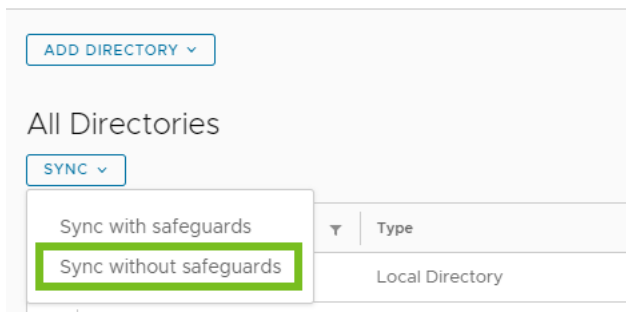 ADD DIRECTORY
All Directories
SYNC
Sync with safeguards
Type
Sync without safeguards
Local Directory